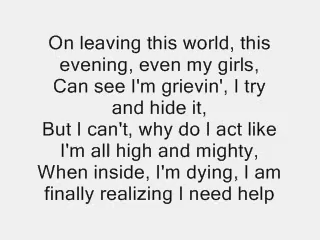 On leaving this world, this
evening, even my girls,
Can see I'm grievin', I try
and hide it,
But I can't, why do I act like
I'm all high and mighty,
When inside, I'm dying, I am
finally realizing I need help